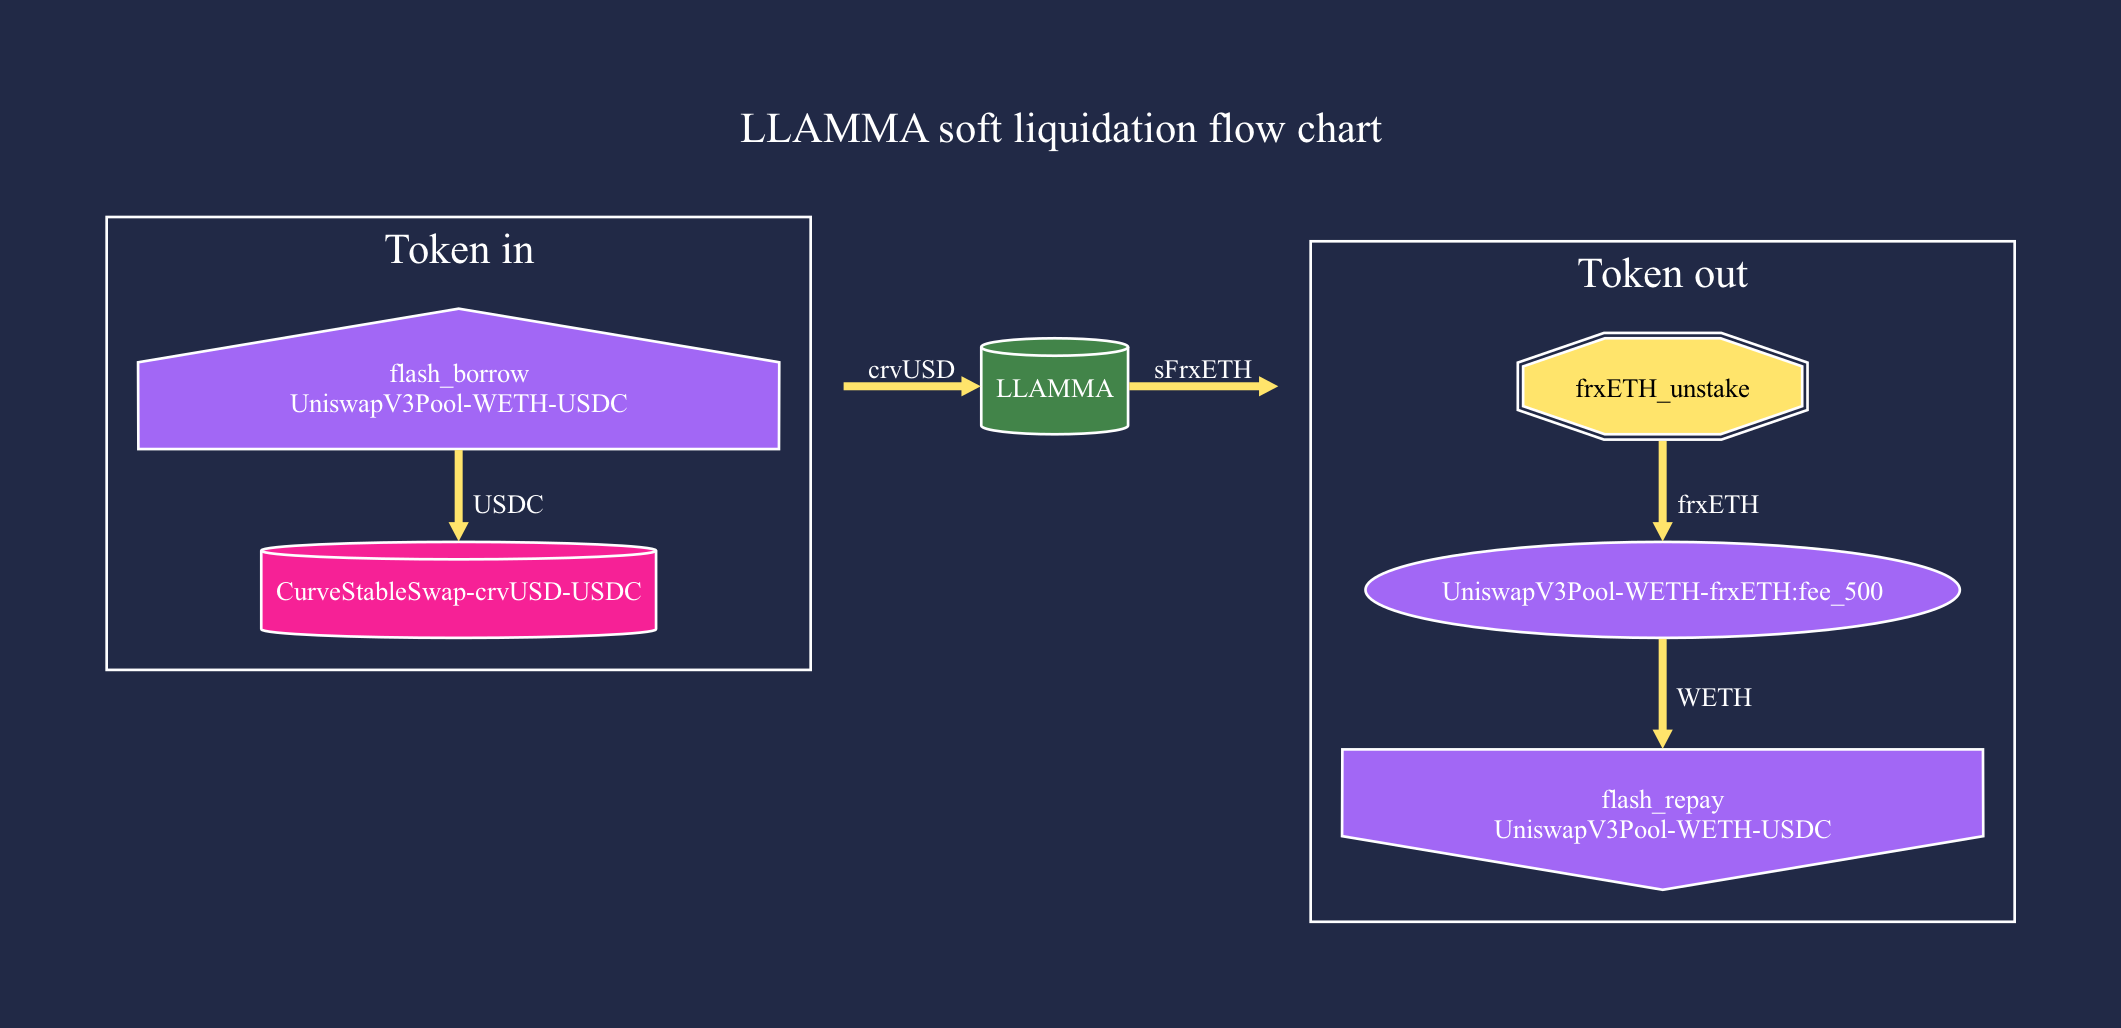 LLAMMA soft liquidation flow chart
Token in
flash_borrow
UniswapV3Pool-WETH-USDC
USDC
CurveStableSwap-crvUSD-USDC
crvUSD
LLAMMA
sFrxETH
Token out
frxETH_unstake
frxETH
UniswapV3Pool-WETH-frxETH:fee_500
WETH
flash_repay
UniswapV3Pool-WETH-USDC